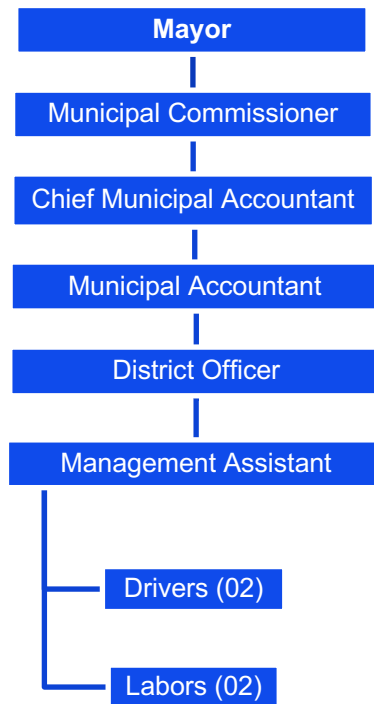 Mayor
Municipal Commissioner
Chief Municipal Accountant
Municipal Accountant
District Officer
Management Assistant
Drivers (02)
Labors (02)